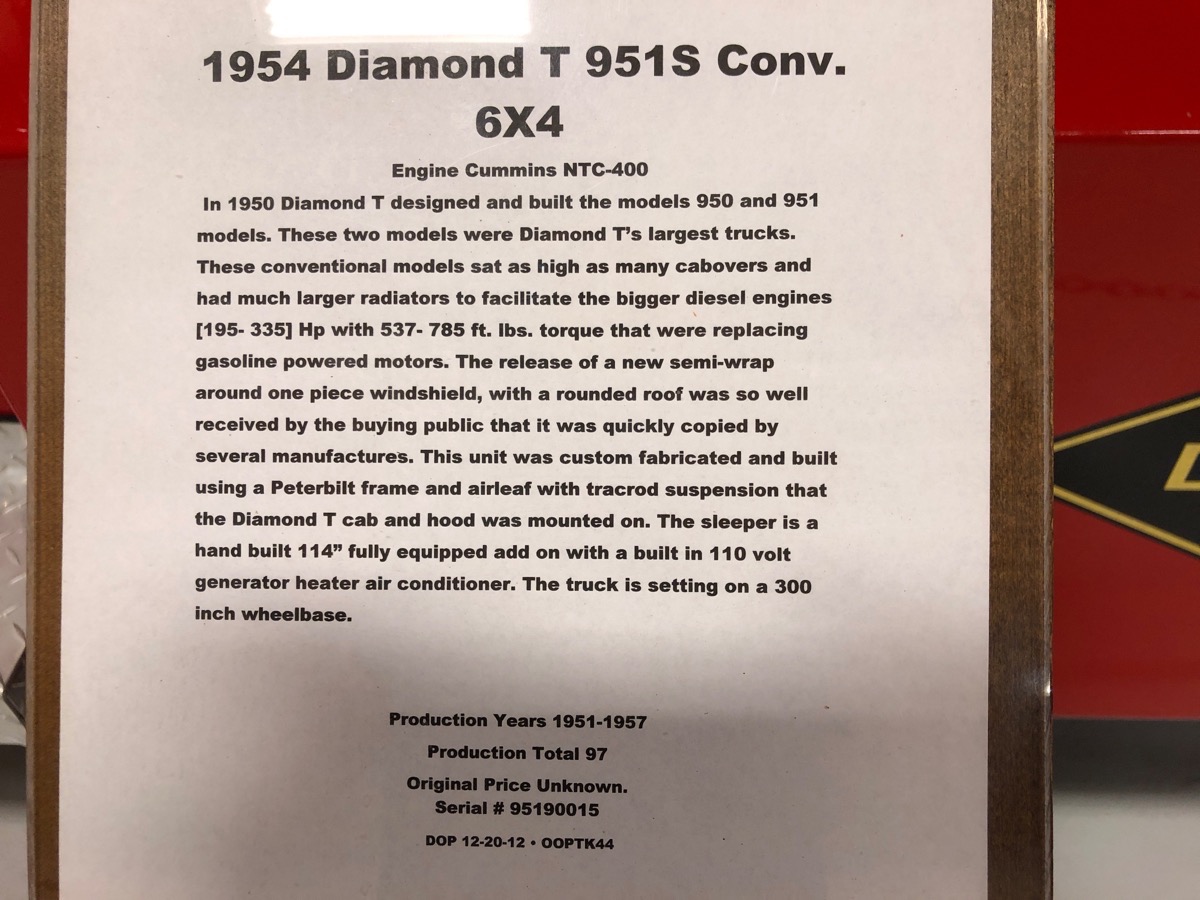 1954 Diamond T 951S Conv.
6X4
Engine Cummins NTC-400
In 1950 Diamond T designed and built the models 950 and 951
models. These two models were Diamond T's largest trucks.
These conventional models sat as high as many cabovers and
had much larger radiators to facilitate the bigger diesel engines
[195- 335] Hp with 537- 785 ft. lbs. torque that were replacing
gasoline powered motors. The release of a new semi-wrap
around one piece windshield, with a rounded roof was so well
received by the buying public that it was quickly copied by
several manufactures. This unit was custom fabricated and built
using a Peterbilt frame and airleaf with tracrod suspension that
the Diamond T cab and hood was mounted on. The sleeper is a
hand built 114” fully equipped add on with a built in 110 volt
generator heater air conditioner. The truck is setting on a 300
inch wheelbase.
Production Years 1951-1957
Production Total 97
Original Price Unknown.
Serial # 95190015
DOP 12-20-12 • OOPTK44